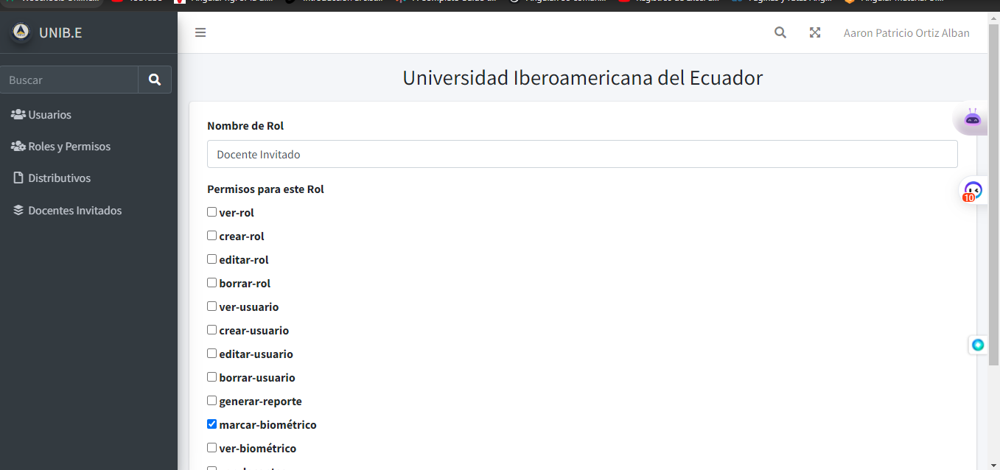 YouTube
UNIB.E
Aaron Patricio Ortiz Alban
Buscar
Usuarios
Roles y Permisos
Distributivos
Docentes Invitados
Universidad Iberoamericana del Ecuador
Nombre de Rol
Docente Invitado
Permisos para este Rol
ver-rol
crear-rol
editar-rol
borrar-rol
ver-usuario
crear-usuario
editar-usuario
borrar-usuario
generar-reporte
marcar-biométrico
ver-biométrico
10